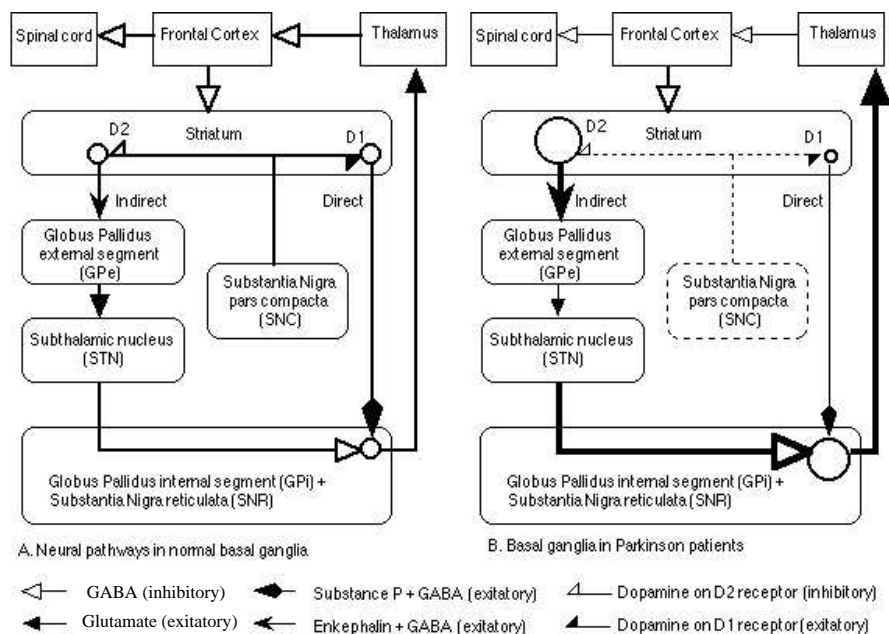 Spinal cord
Frontal Cortex
Thalamus
D2
Striatum
D1
Indirect
Direct
Globus Pallidus
external segment
(GPe)
Substantia Nigra
pars compacta
(SNC)
Subthalamic nucleus
(STN)
Globus Pallidus internal segment (GPi) +
Substantia Nigra reticulata (SNR)
A. Neural pathways in normal basal ganglia
Spinal cord
Frontal Cortex
Thalamus
D2
Striatum
D1
Indirect
Direct
Globus Pallidus
external segment
(GPe)
Substantia Nigra
pars compacta
(SNC)
Subthalamic nucleus
(STN)
Globus Pallidus internal segment (GPi) +
Substantia Nigra reticulata (SNR)
B. Basal ganglia in Parkinson patients
GABA (inhibitory)
Substance P + GABA (exitatory)
Dopamine on D2 receptor (inhibitory)
Glutamate (exitatory)
Enkephalin + GABA (exitatory)
Dopamine on D1 receptor (exitatory)